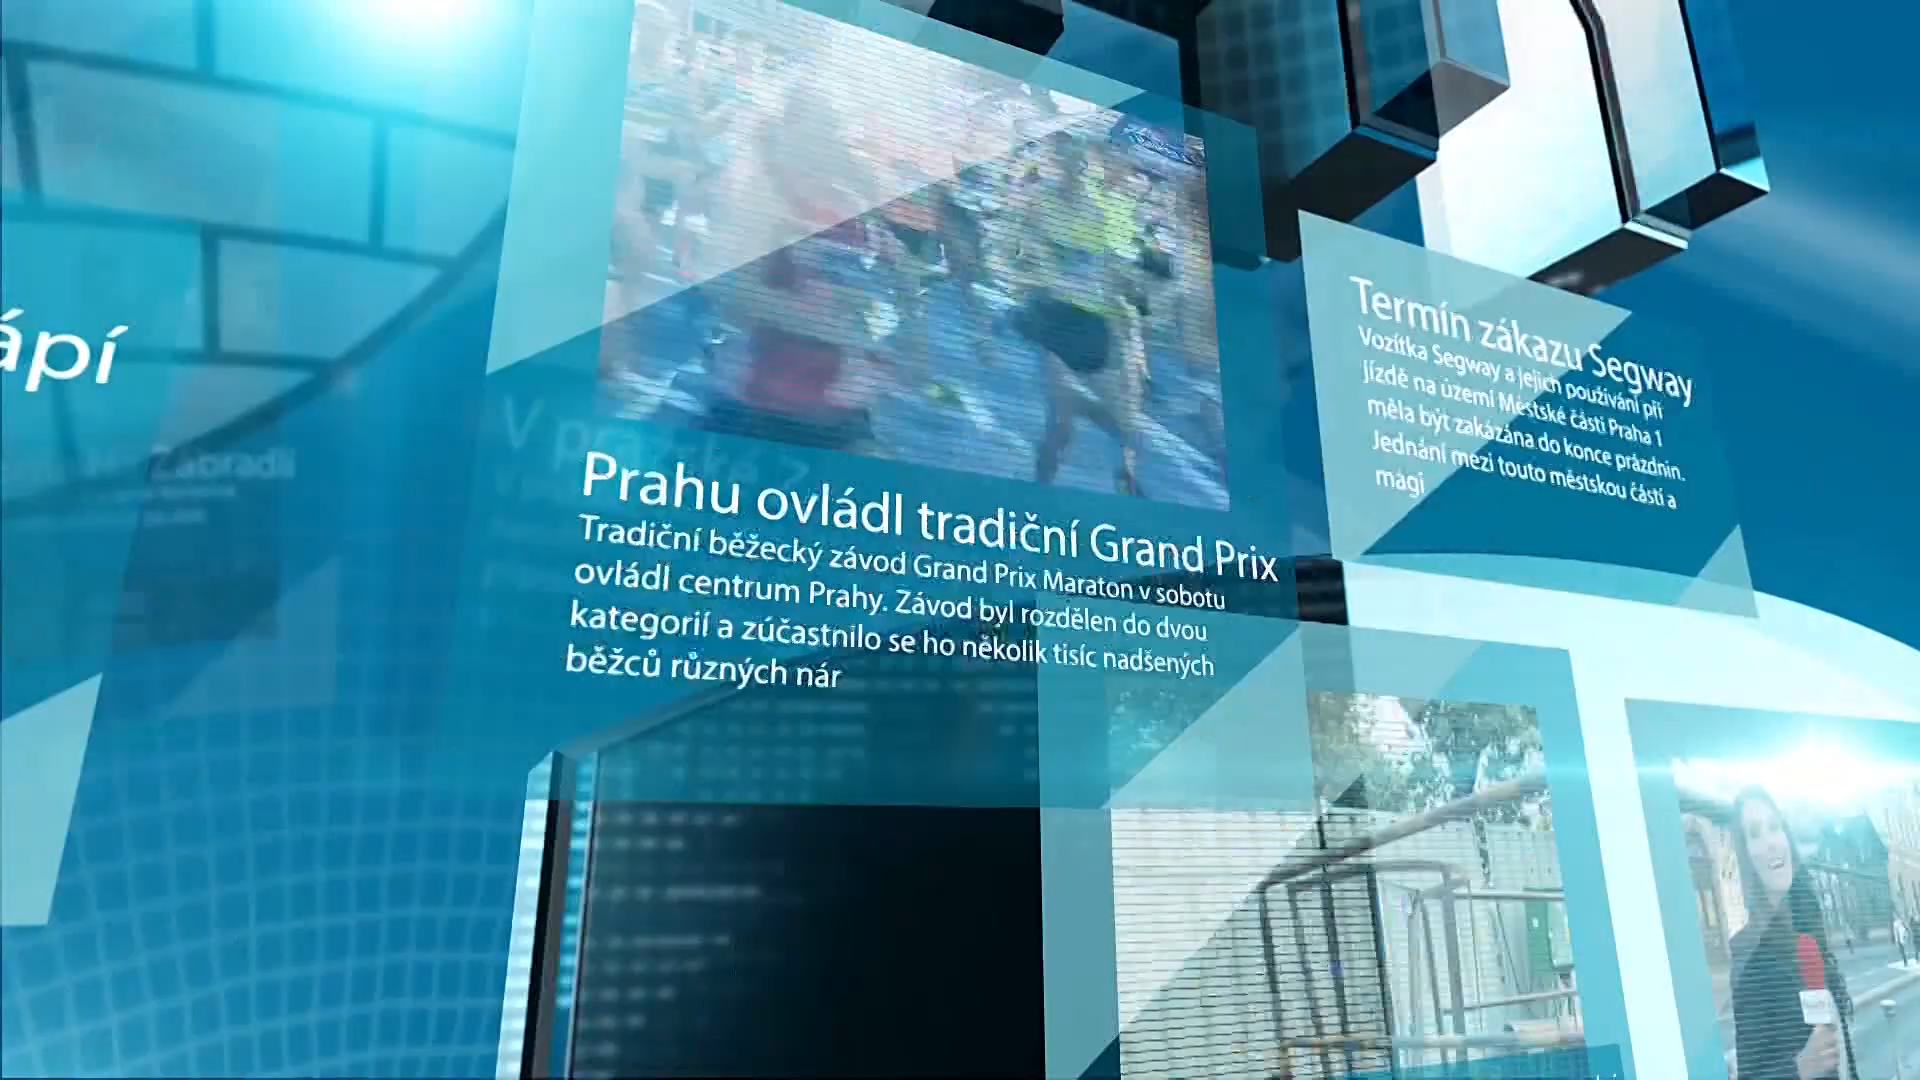 ápí
Zábradlí
V pražské Z
Prahu ovládl tradiční Grand Prix
Tradiční běžecký závod Grand Prix Maraton v sobotu
ovládl centrum Prahy. Závod byl rozdělen do dvou
kategorií a zúčastnilo se ho několik tisíc nadšených
běžců různých nár
Termín zákazu Segway
Vozítka Segway a jejich používání při
jízdě na území Městské části Praha 1
měla být zakázána do konce prázdnin.
Jednání mezi touto městskou částí a
magi